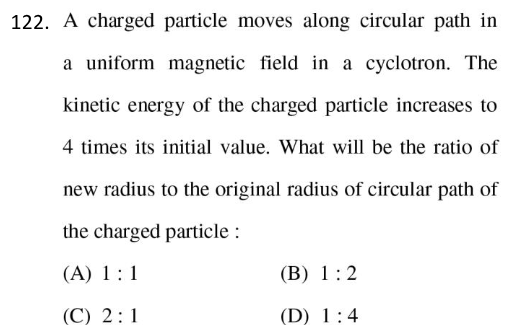 122. A charged particle moves along circular path in
a uniform magnetic field in a cyclotron. The
kinetic energy of the charged particle increases to
4 times its initial value. What will be the ratio of
new radius to the original radius of circular path of
the charged particle :
(A) 1 : 1 (B) 1 : 2
(C) 2 : 1 (D) 1 : 4